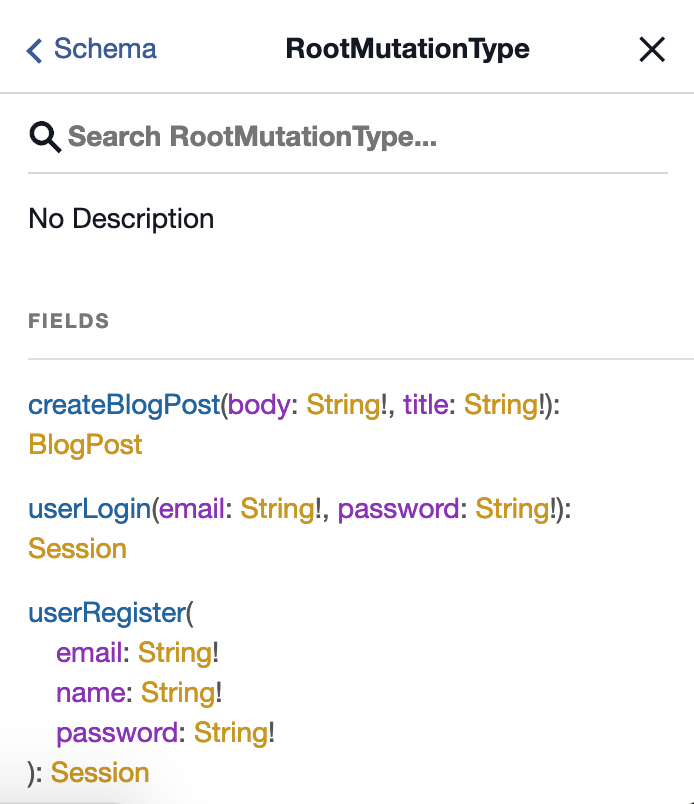 Schema
RootMutationType
Search RootMutationType...
No Description
FIELDS
createBlogPost(body: String!, title: String!):
BlogPost
userLogin(email: String!, password: String!):
Session
userRegister(
email: String!
name: String!
password: String!
): Session